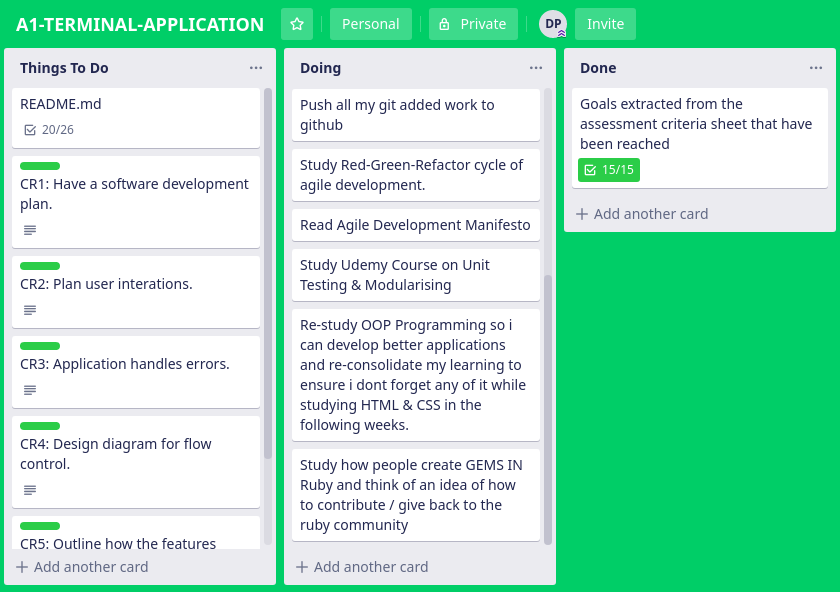 A1-TERMINAL-APPLICATION
Personal
Private
DP
Invite
Things To Do
README.md
20/26
CR1: Have a software development
plan.
CR2: Plan user interations.
CR3: Application handles errors.
CR4: Design diagram for flow
control.
CR5: Outline how the features
Add another card
Doing
Push all my git added work to
github
Study Red-Green-Refactor cycle of
agile development.
Read Agile Development Manifesto
Study Udemy Course on Unit
Testing & Modularising
Re-study OOP Programming so i
can develop better applications
and re-consolidate my learning to
ensure i dont forget any of it while
studying HTML & CSS in the
following weeks.
Study how people create GEMS IN
Ruby and think of an idea of how
to contribute / give back to the
ruby community
Add another card
Done
Goals extracted from the
assessment criteria sheet that have
been reached
15/15
Add another card